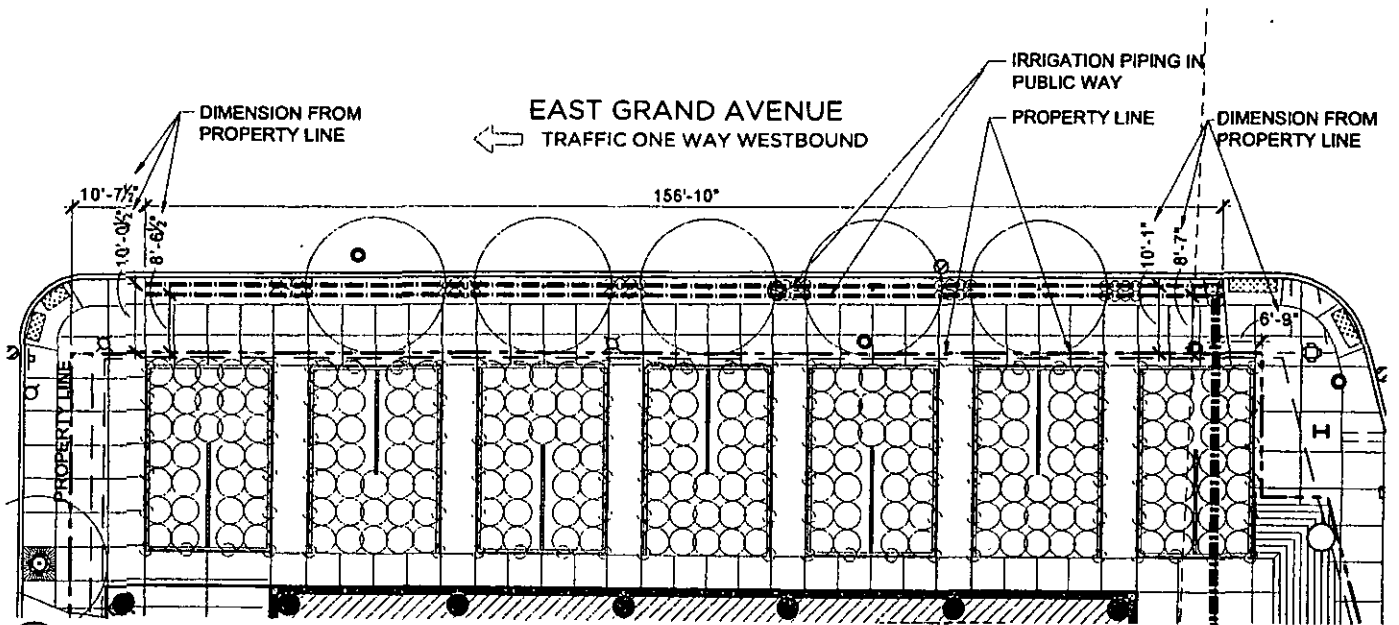 IRRIGATION PIPING IN
PUBLIC WAY
DIMENSION FROM
PROPERTY LINE
EAST GRAND AVENUE
TRAFFIC ONE WAY WESTBOUND
PROPERTY LINE
DIMENSION FROM
PROPERTY LINE
10'-7½"
156'-10"
10'-0½"
8'-6½"
10'-1"
8'-7"
6'-9"
PROPERTY LINE